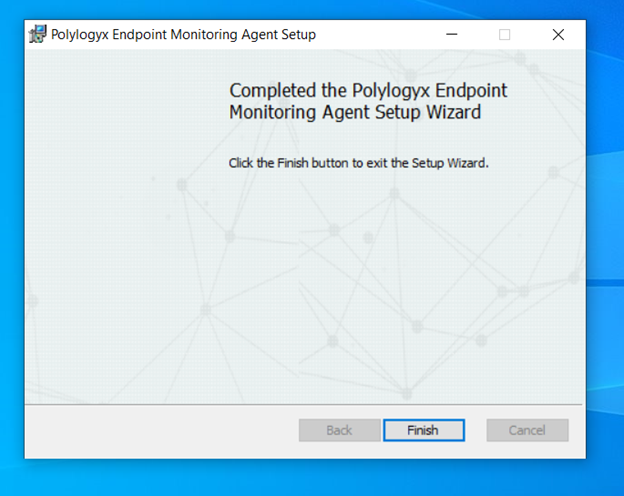 Polylogyx Endpoint Monitoring Agent Setup
Completed the Polylogyx Endpoint
Monitoring Agent Setup Wizard
Click the Finish button to exit the Setup Wizard.
Back Finish Cancel